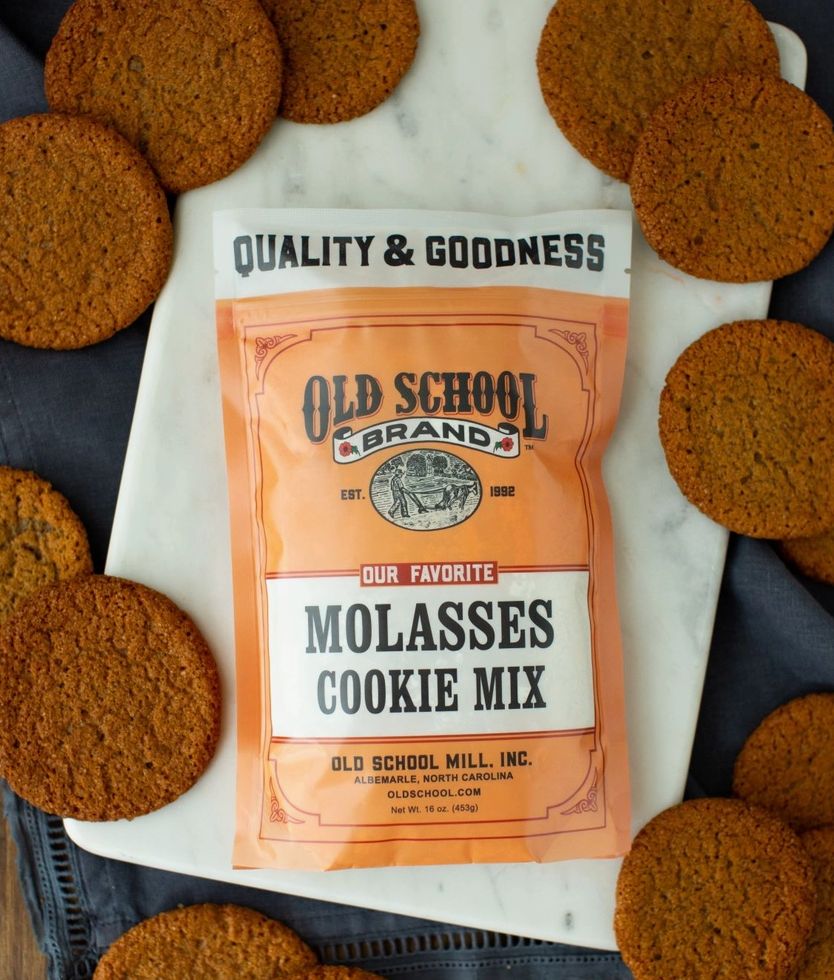 QUALITY & GOODNESS
OLD SCHOOL
BRAND™
EST. 1992
OUR FAVORITE
MOLASSES
COOKIE MIX
OLD SCHOOL MILL, INC.
ALBEMARLE, NORTH CAROLINA
OLDSCHOOL.COM
Net Wt. 16 oz. (453g)